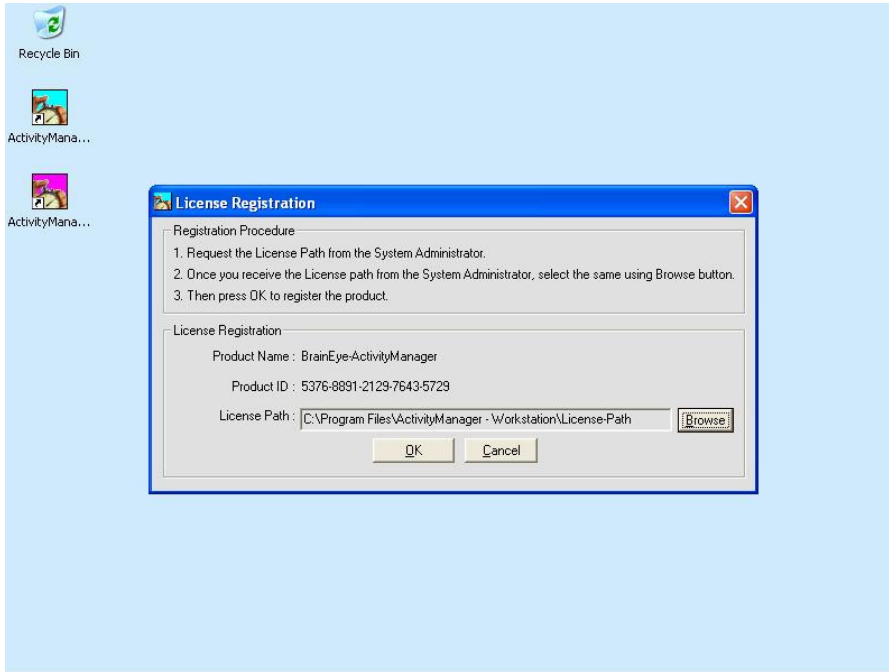 Recycle Bin
ActivityMana...
ActivityMana...
License Registration
Registration Procedure
1. Request the License Path from the System Administrator.
2. Once you receive the License path from the System Administrator, select the same using Browse button.
3. Then press OK to register the product.
License Registration
Product Name : BrainEye-ActivityManager
Product ID : 5376-8891-2129-7643-5729
License Path : C:\Program Files\ActivityManager - Workstation\License-Path Browse
OK Cancel